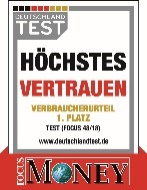 DEUTSCHLAND
TEST
HÖCHSTES
VERTRAUEN
VERBRAUCHERURTEIL
1. PLATZ
TEST (FOCUS 48/18)
www.deutschlandtest.de
FOCUS
MONEY